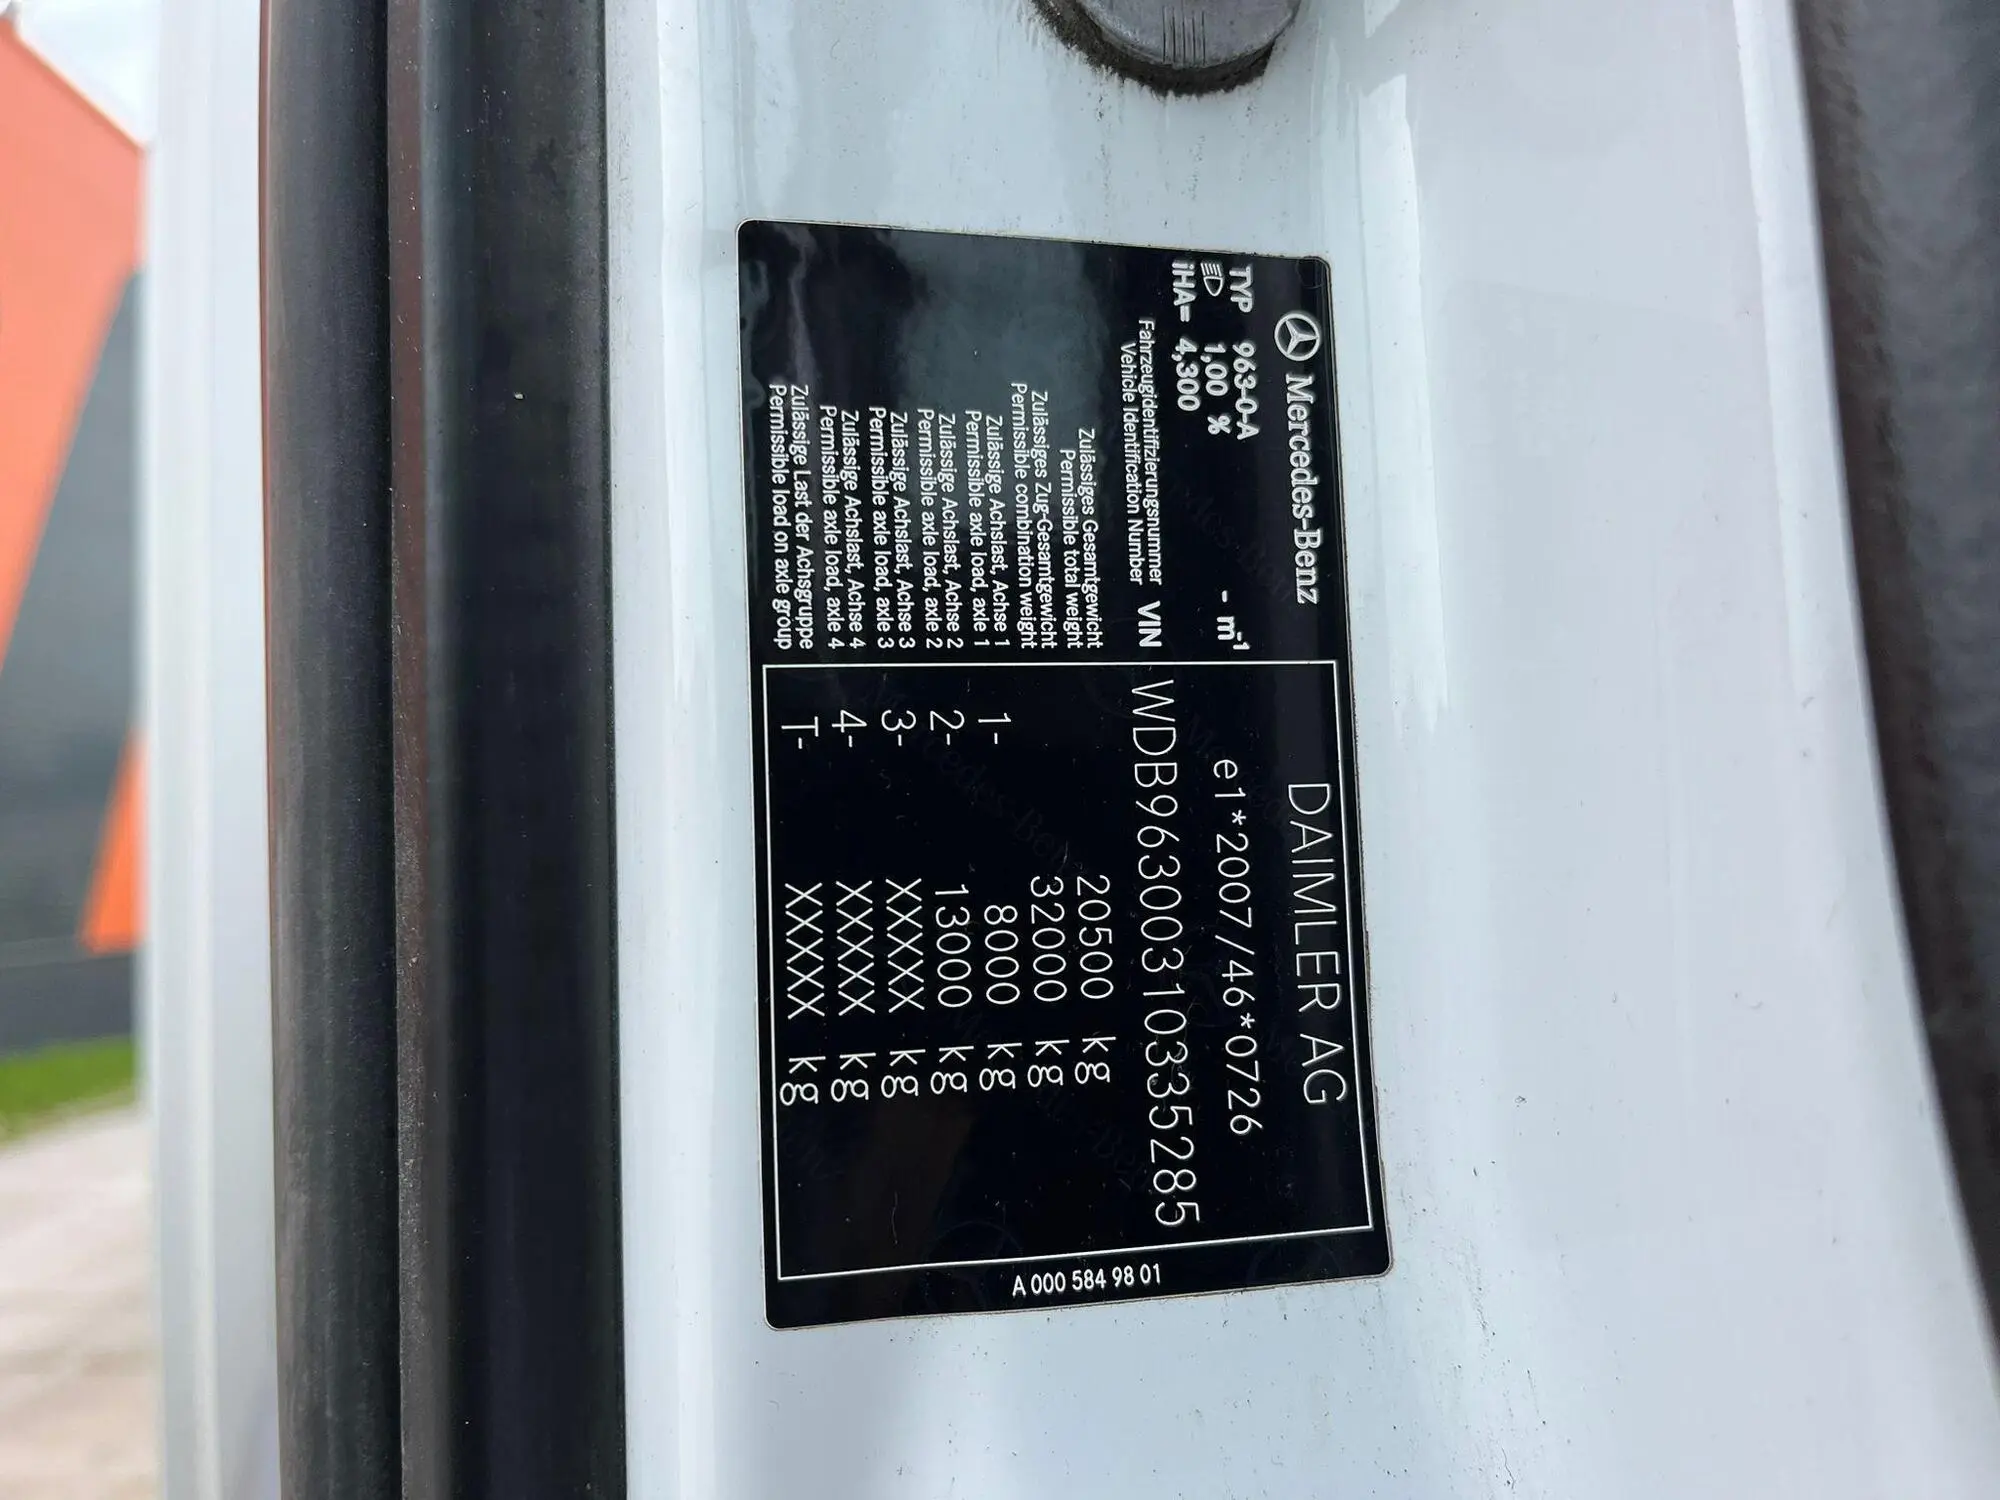 Mercedes-Benz
TYP 963-0-A
1,00 % - m⁻¹
iHA= 4,300
DAIMLER AG
e1*2007/46*0726
Fahrzeugidentifizierungsnummer
Vehicle Identification Number VIN WDB96300310335285
Zulässiges Gesamtgewicht
Permissible total weight 20500 kg
Zulässiges Zug-Gesamtgewicht
Permissible combination weight 32000 kg
Zulässige Achslast, Achse 1
Permissible axle load, axle 1 1- 8000 kg
Zulässige Achslast, Achse 2
Permissible axle load, axle 2 2- 13000 kg
Zulässige Achslast, Achse 3
Permissible axle load, axle 3 3- XXXXX kg
Zulässige Achslast, Achse 4
Permissible axle load, axle 4 4- XXXXX kg
Zulässige Last der Achsgruppe
Permissible load on axle group T- XXXXX kg
A 000 584 98 01